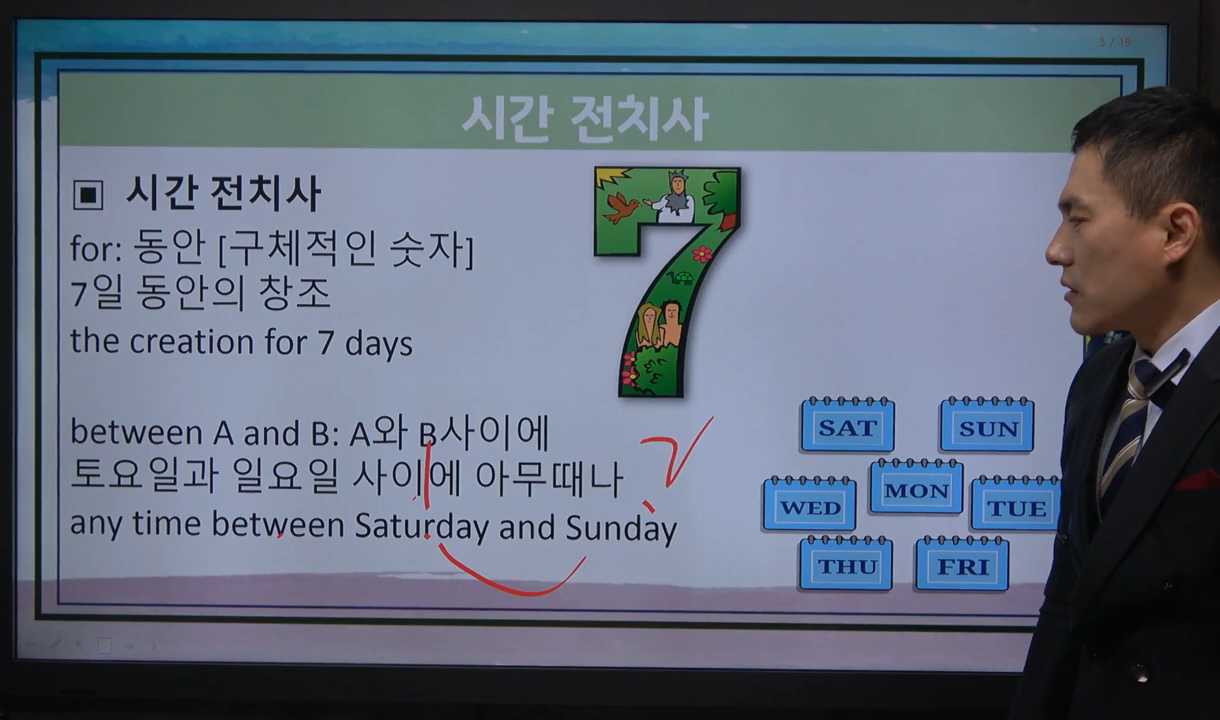 5 / 19
시간 전치사
▣ 시간 전치사
for: 동안 [구체적인 숫자]
7일 동안의 창조
the creation for 7 days
between A and B: A와 B사이에
토요일과 일요일 사이에 아무때나
any time between Saturday and Sunday
7
SAT SUN
WED MON TUE
THU FRI